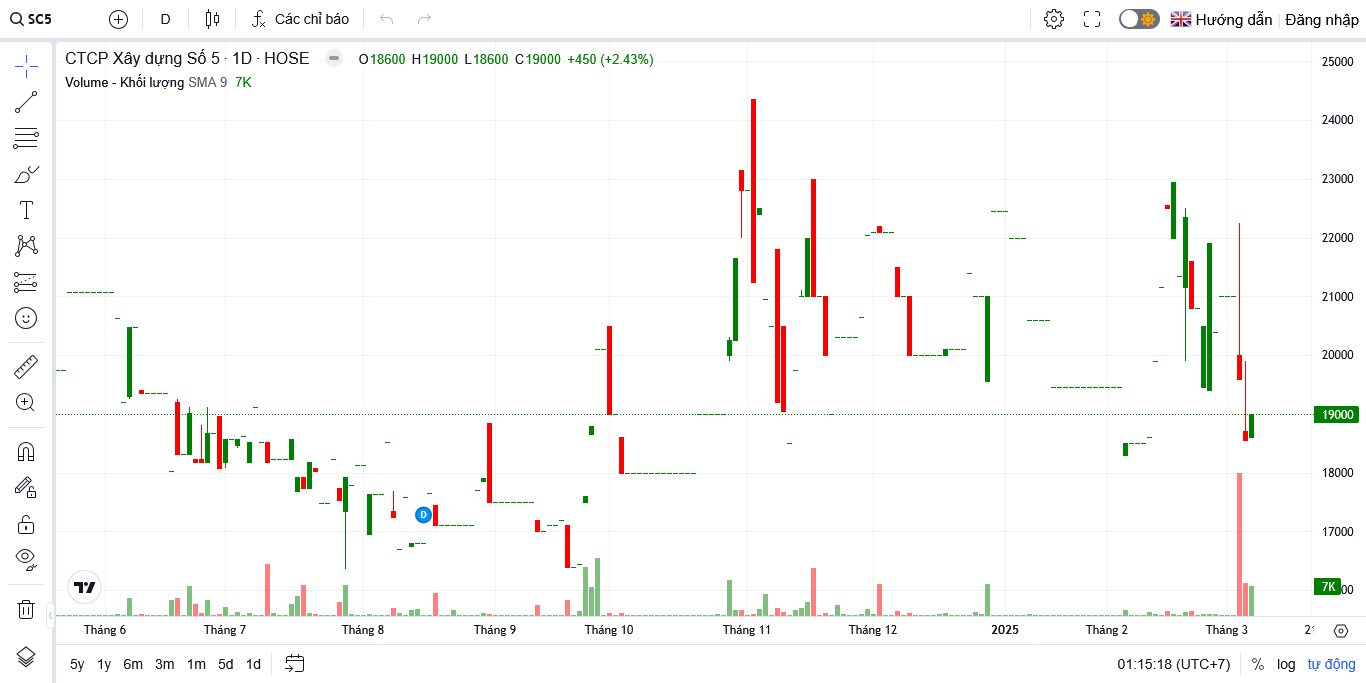 SC5 D Các chỉ báo Hướng dẫn Đăng nhập
CTCP Xây dựng Số 5 · 1D · HOSE O18600 H19000 L18600 C19000 +450 (+2.43%)
Volume - Khối lượng SMA 9 7K
25000
24000
23000
22000
21000
20000
19000
18000
17000
7K
D
Tháng 6 Tháng 7 Tháng 8 Tháng 9 Tháng 10 Tháng 11 Tháng 12 2025 Tháng 2 Tháng 3
5y 1y 6m 3m 1m 5d 1d 01:15:18 (UTC+7) % log tự động